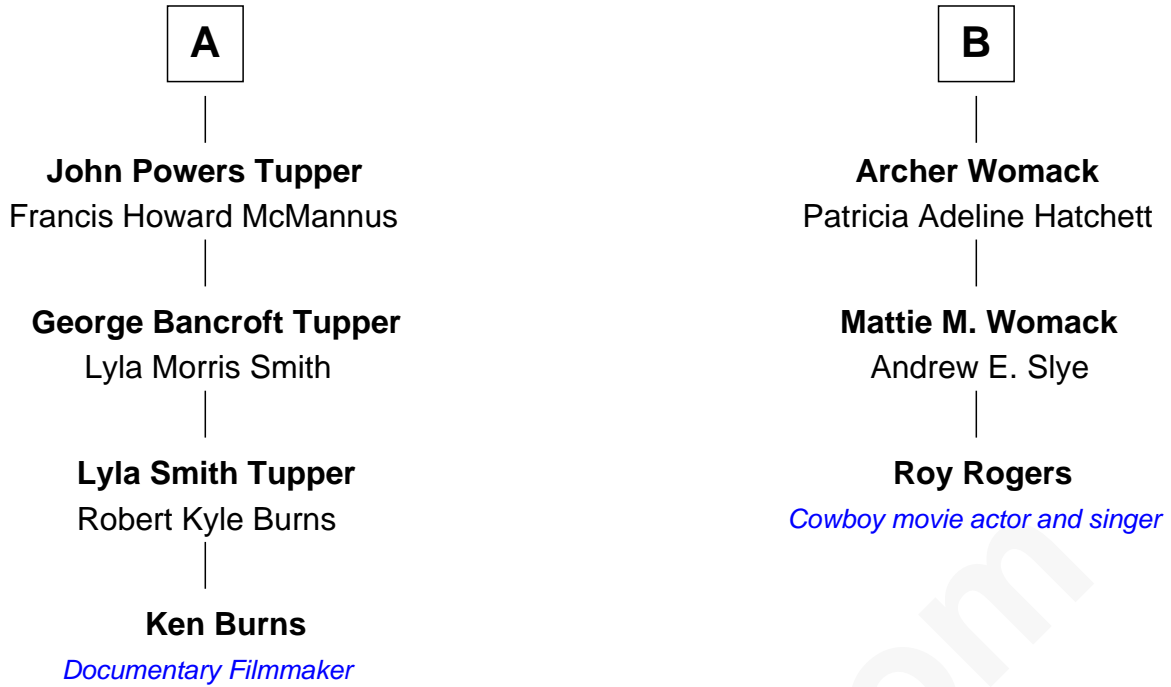 A
John Powers Tupper
Francis Howard McMannus
George Bancroft Tupper
Lyla Morris Smith
Lyla Smith Tupper
Robert Kyle Burns
Ken Burns
Documentary Filmmaker
B
Archer Womack
Patricia Adeline Hatchett
Mattie M. Womack
Andrew E. Slye
Roy Rogers
Cowboy movie actor and singer
om